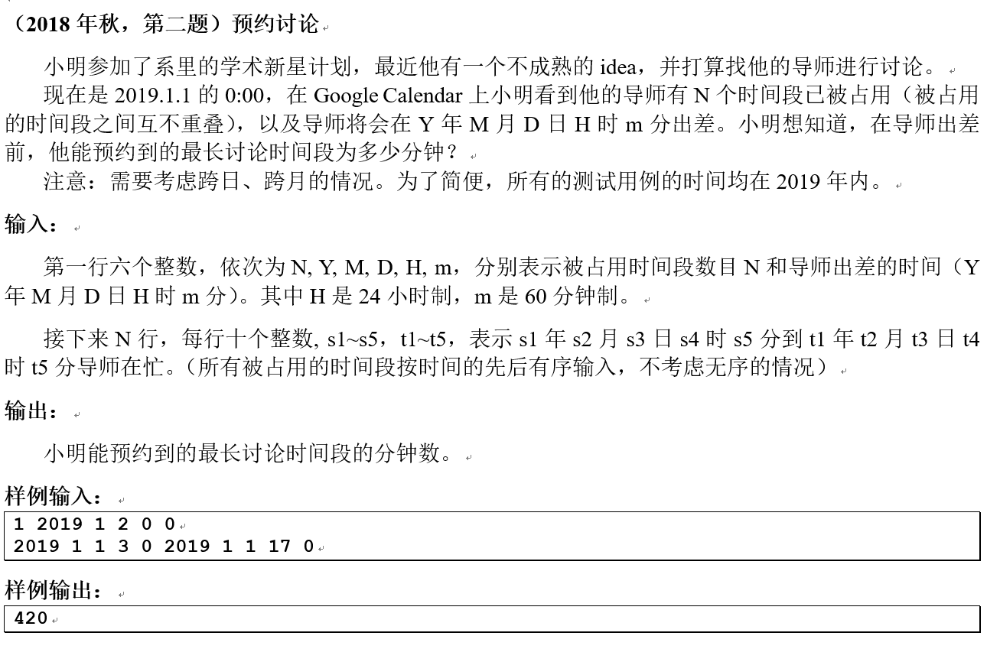 （2018 年秋，第二题）预约讨论
小明参加了系里的学术新星计划，最近他有一个不成熟的 idea，并打算找他的导师进行讨论。
现在是 2019.1.1 的 0:00，在 Google Calendar 上小明看到他的导师有 N 个时间段已被占用（被占用
的时间段之间互不重叠），以及导师将会在 Y 年 M 月 D 日 H 时 m 分出差。小明想知道，在导师出差
前，他能预约到的最长讨论时间段为多少分钟？
注意：需要考虑跨日、跨月的情况。为了简便，所有的测试用例的时间均在 2019 年内。
输入：
第一行六个整数，依次为 N, Y, M, D, H, m，分别表示被占用时间段数目 N 和导师出差的时间（Y
年 M 月 D 日 H 时 m 分）。其中 H 是 24 小时制，m 是 60 分钟制。
接下来 N 行，每行十个整数, s1~s5，t1~t5，表示 s1 年 s2 月 s3 日 s4 时 s5 分到 t1 年 t2 月 t3 日 t4
时 t5 分导师在忙。（所有被占用的时间段按时间的先后有序输入，不考虑无序的情况）
输出：
小明能预约到的最长讨论时间段的分钟数。
样例输入：
1 2019 1 2 0 0
2019 1 1 3 0 2019 1 1 17 0
样例输出：
420